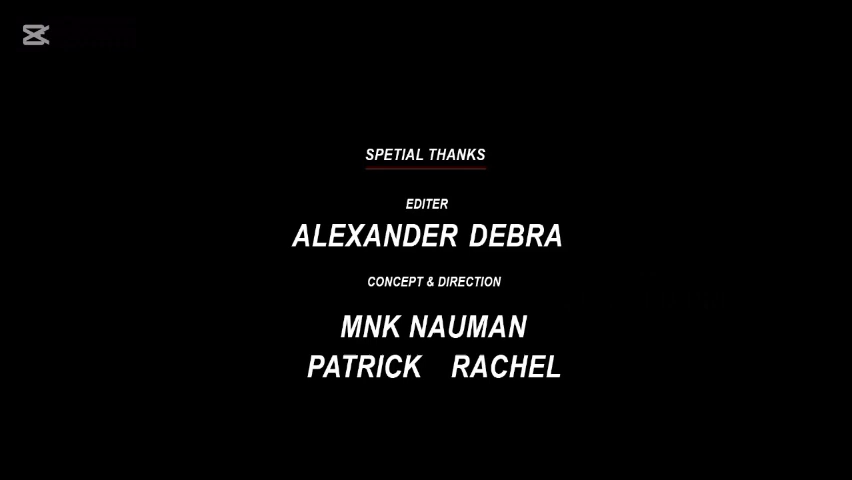 SPETIAL THANKS
EDITER
ALEXANDER DEBRA
CONCEPT & DIRECTION
MNK NAUMAN
PATRICK RACHEL